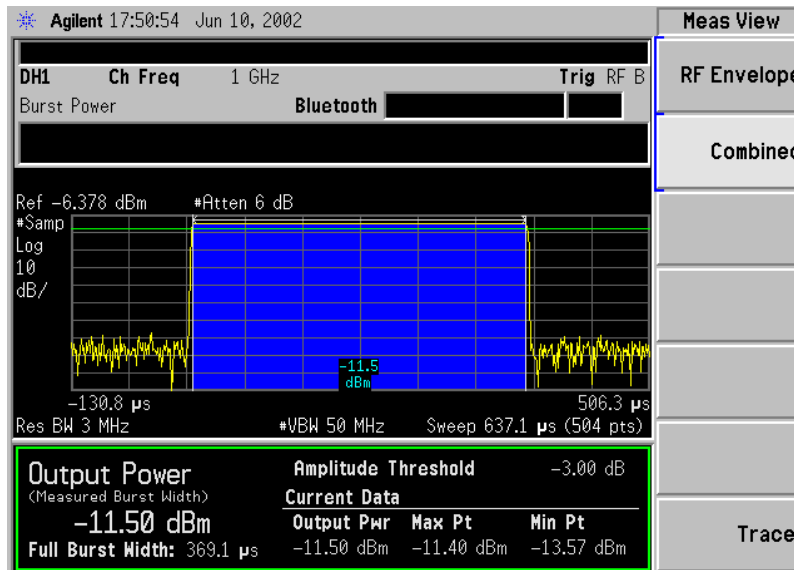 Agilent 17:50:54 Jun 10, 2002
Meas View
DH1 Ch Freq 1 GHz Trig RF B
Burst Power Bluetooth
RF Envelope
Combined
Ref -6.378 dBm #Atten 6 dB
#Samp
Log
10
dB/
-11.5
dBm
-130.8 µs 506.3 µs
Res BW 3 MHz #VBW 50 MHz Sweep 637.1 µs (504 pts)
Output Power
(Measured Burst Width)
-11.50 dBm
Full Burst Width: 369.1 µs
Amplitude Threshold -3.00 dB
Current Data
Output Pwr Max Pt Min Pt
-11.50 dBm -11.40 dBm -13.57 dBm
Trace